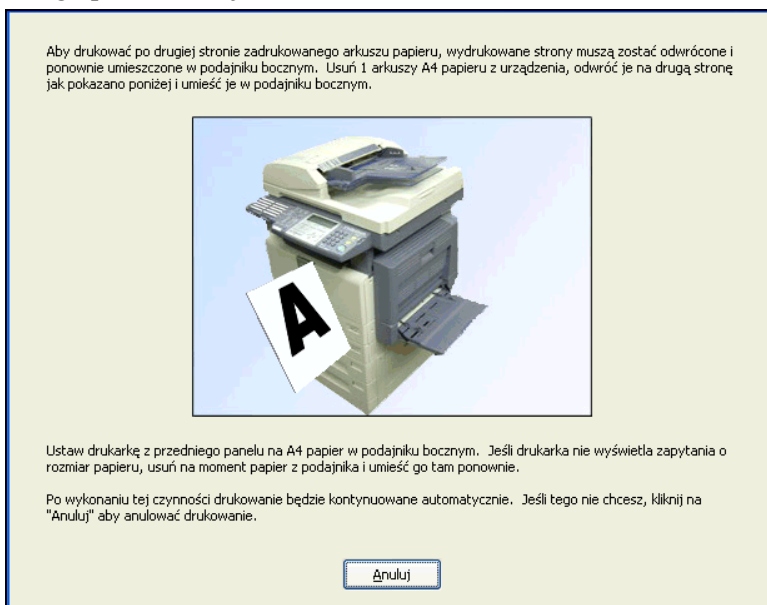 Aby drukować po drugiej stronie zadrukowanego arkuszu papieru, wydrukowane strony muszą zostać odwrócone i
ponownie umieszczone w podajniku bocznym.  Usuń 1 arkuszy A4 papieru z urządzenia, odwróć je na drugą stronę
jak pokazano poniżej i umieść je w podajniku bocznym.
A
Ustaw drukarkę z przedniego panelu na A4 papier w podajniku bocznym.  Jeśli drukarka nie wyświetla zapytania o
rozmiar papieru, usuń na moment papier z podajnika i umieść go tam ponownie.
Po wykonaniu tej czynności drukowanie będzie kontynuowane automatycznie.  Jeśli tego nie chcesz, kliknij na
"Anuluj" aby anulować drukowanie.
Anuluj